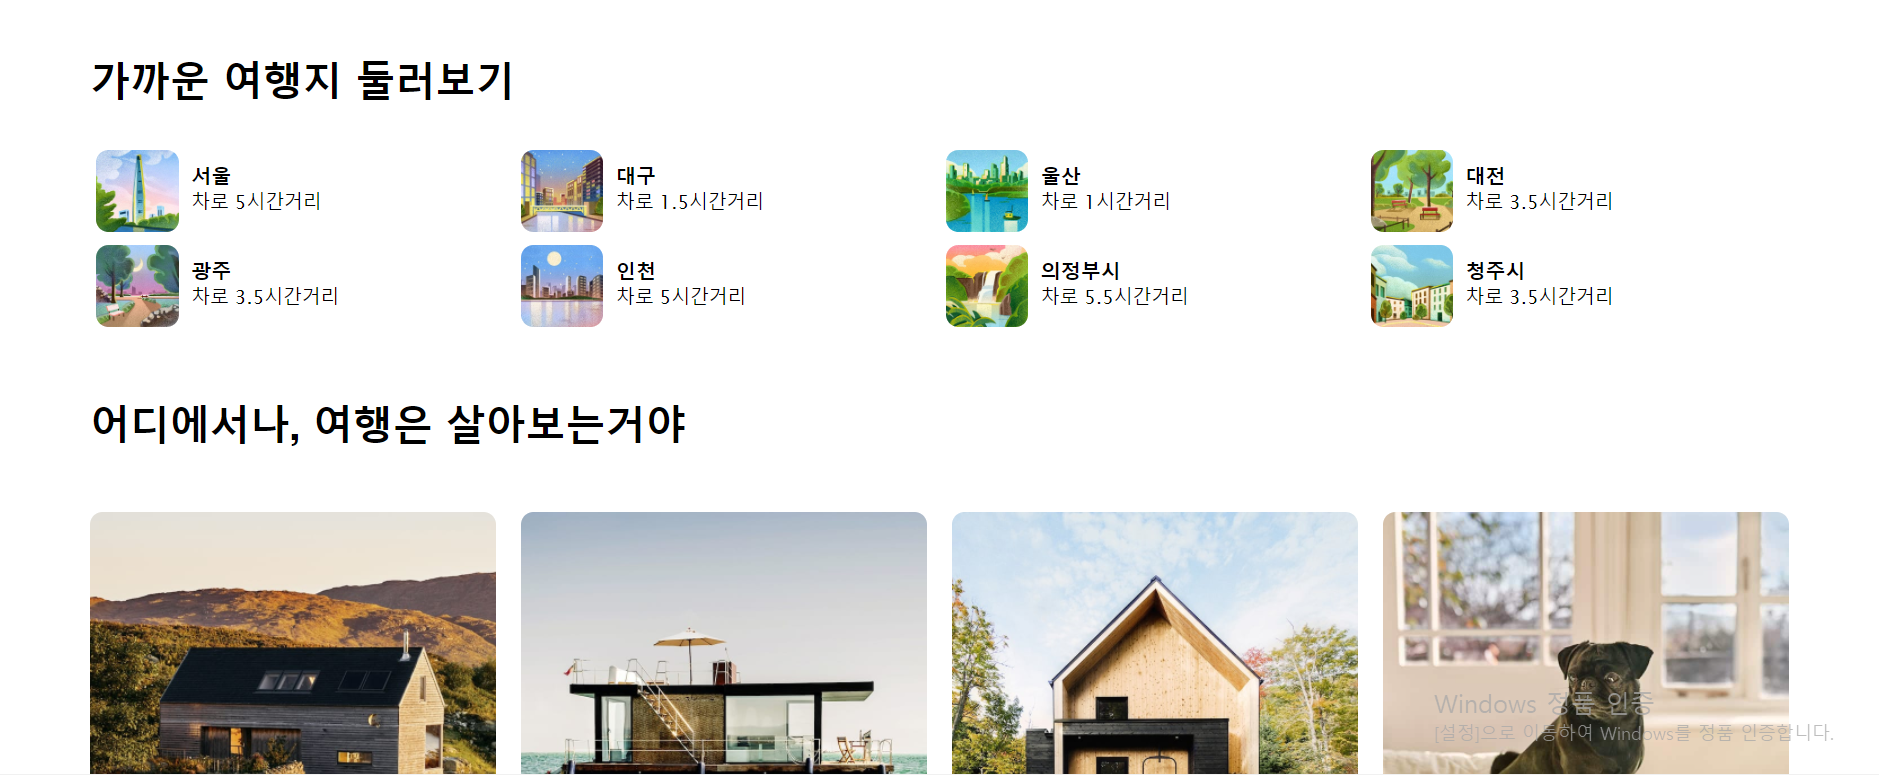 가까운 여행지 둘러보기
서울
차로 5시간거리
대구
차로 1.5시간거리
울산
차로 1시간거리
대전
차로 3.5시간거리
광주
차로 3.5시간거리
인천
차로 5시간거리
의정부시
차로 5.5시간거리
청주시
차로 3.5시간거리
어디에서나, 여행은 살아보는거야
Windows 정품 인증
[설정]으로 이동하여 Windows를 정품 인증합니다.